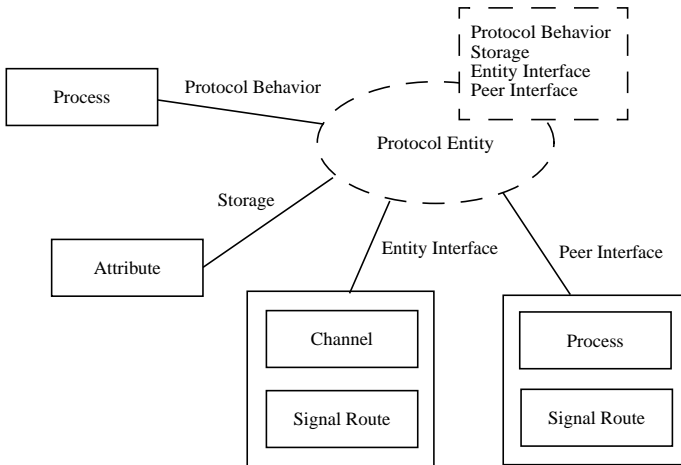 Protocol Behavior
Storage
Entity Interface
Peer Interface
Process
Protocol Behavior
Protocol Entity
Storage
Attribute
Entity Interface
Peer Interface
Channel
Signal Route
Process
Signal Route